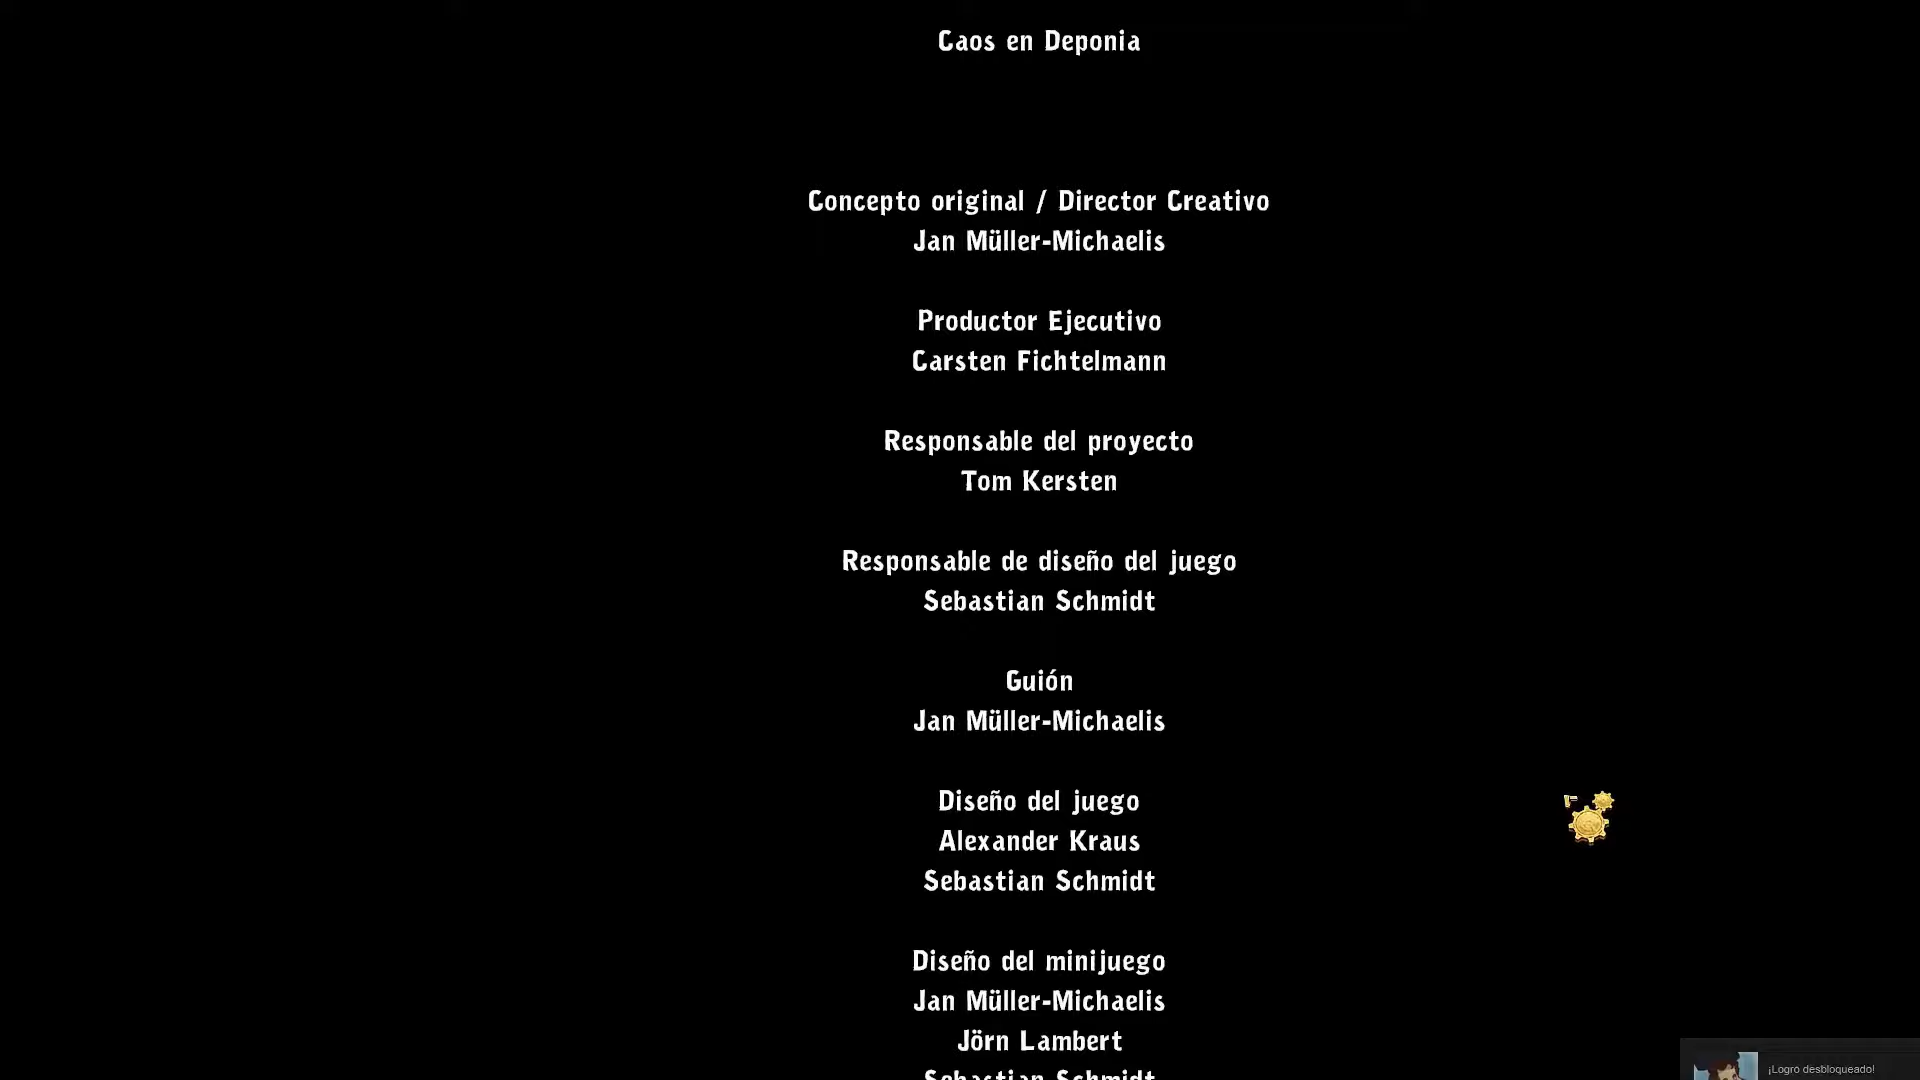 Caos en Deponia
Concepto original / Director Creativo
Jan Müller-Michaelis
Productor Ejecutivo
Carsten Fichtelmann
Responsable del proyecto
Tom Kersten
Responsable de diseño del juego
Sebastian Schmidt
Guión
Jan Müller-Michaelis
Diseño del juego
Alexander Kraus
Sebastian Schmidt
Diseño del minijuego
Jan Müller-Michaelis
Jörn Lambert
Sebastian Schmidt
¡Logro desbloqueado!